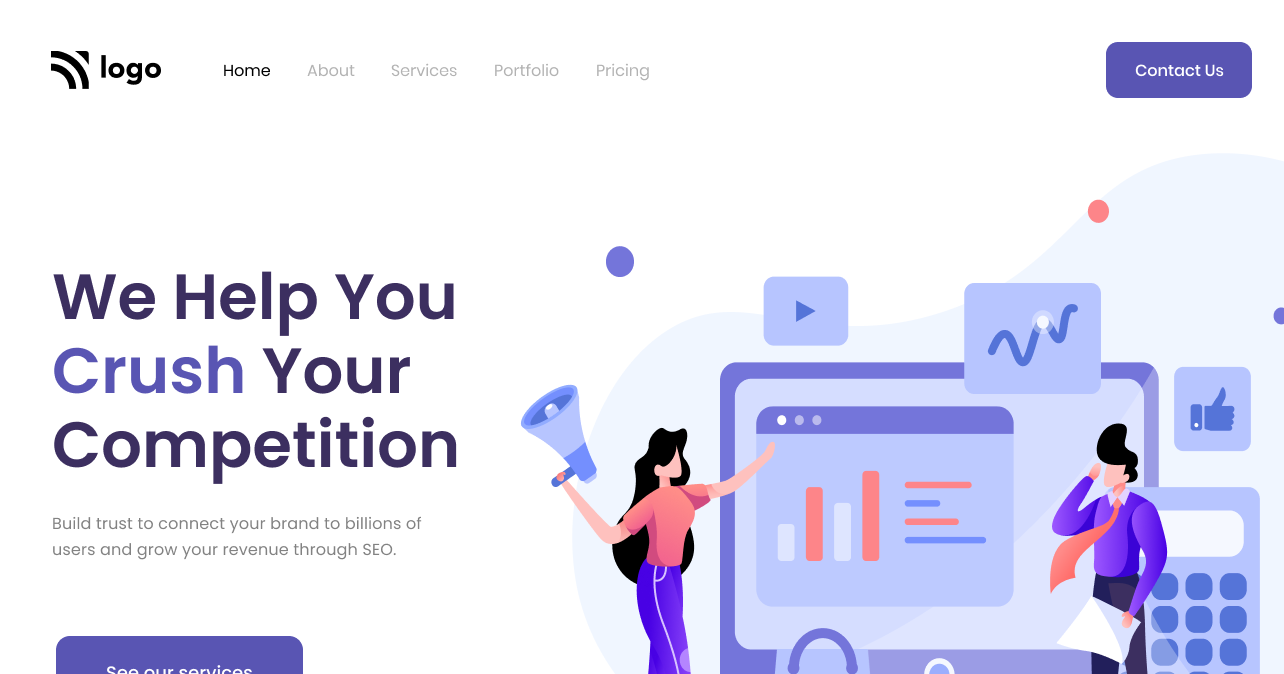 logo
Home About Services Portfolio Pricing
Contact Us
We Help You
Crush Your
Competition
Build trust to connect your brand to billions of
users and grow your revenue through SEO.
See our services